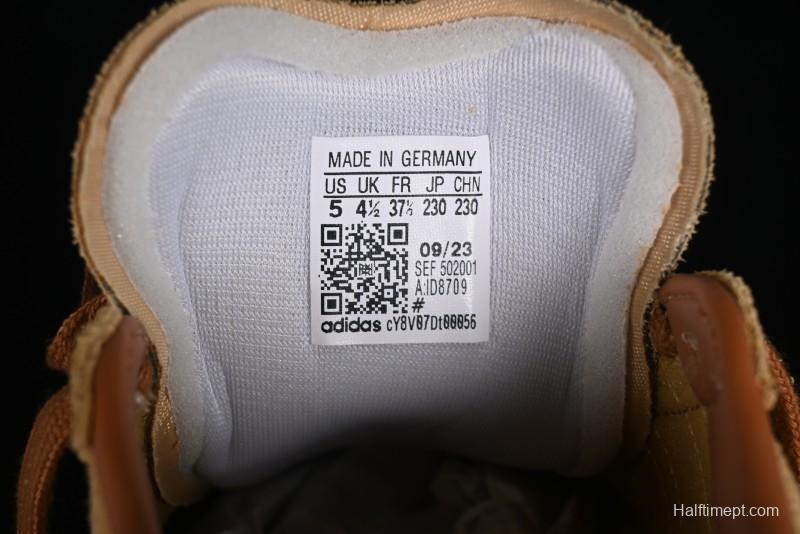 MADE IN GERMANY
US UK FR JP CHN
5 4½ 37⅓ 230 230
09/23
SEF 502001
A:ID8709
#
adidas cY8V07Dt00056
Halftimept.com